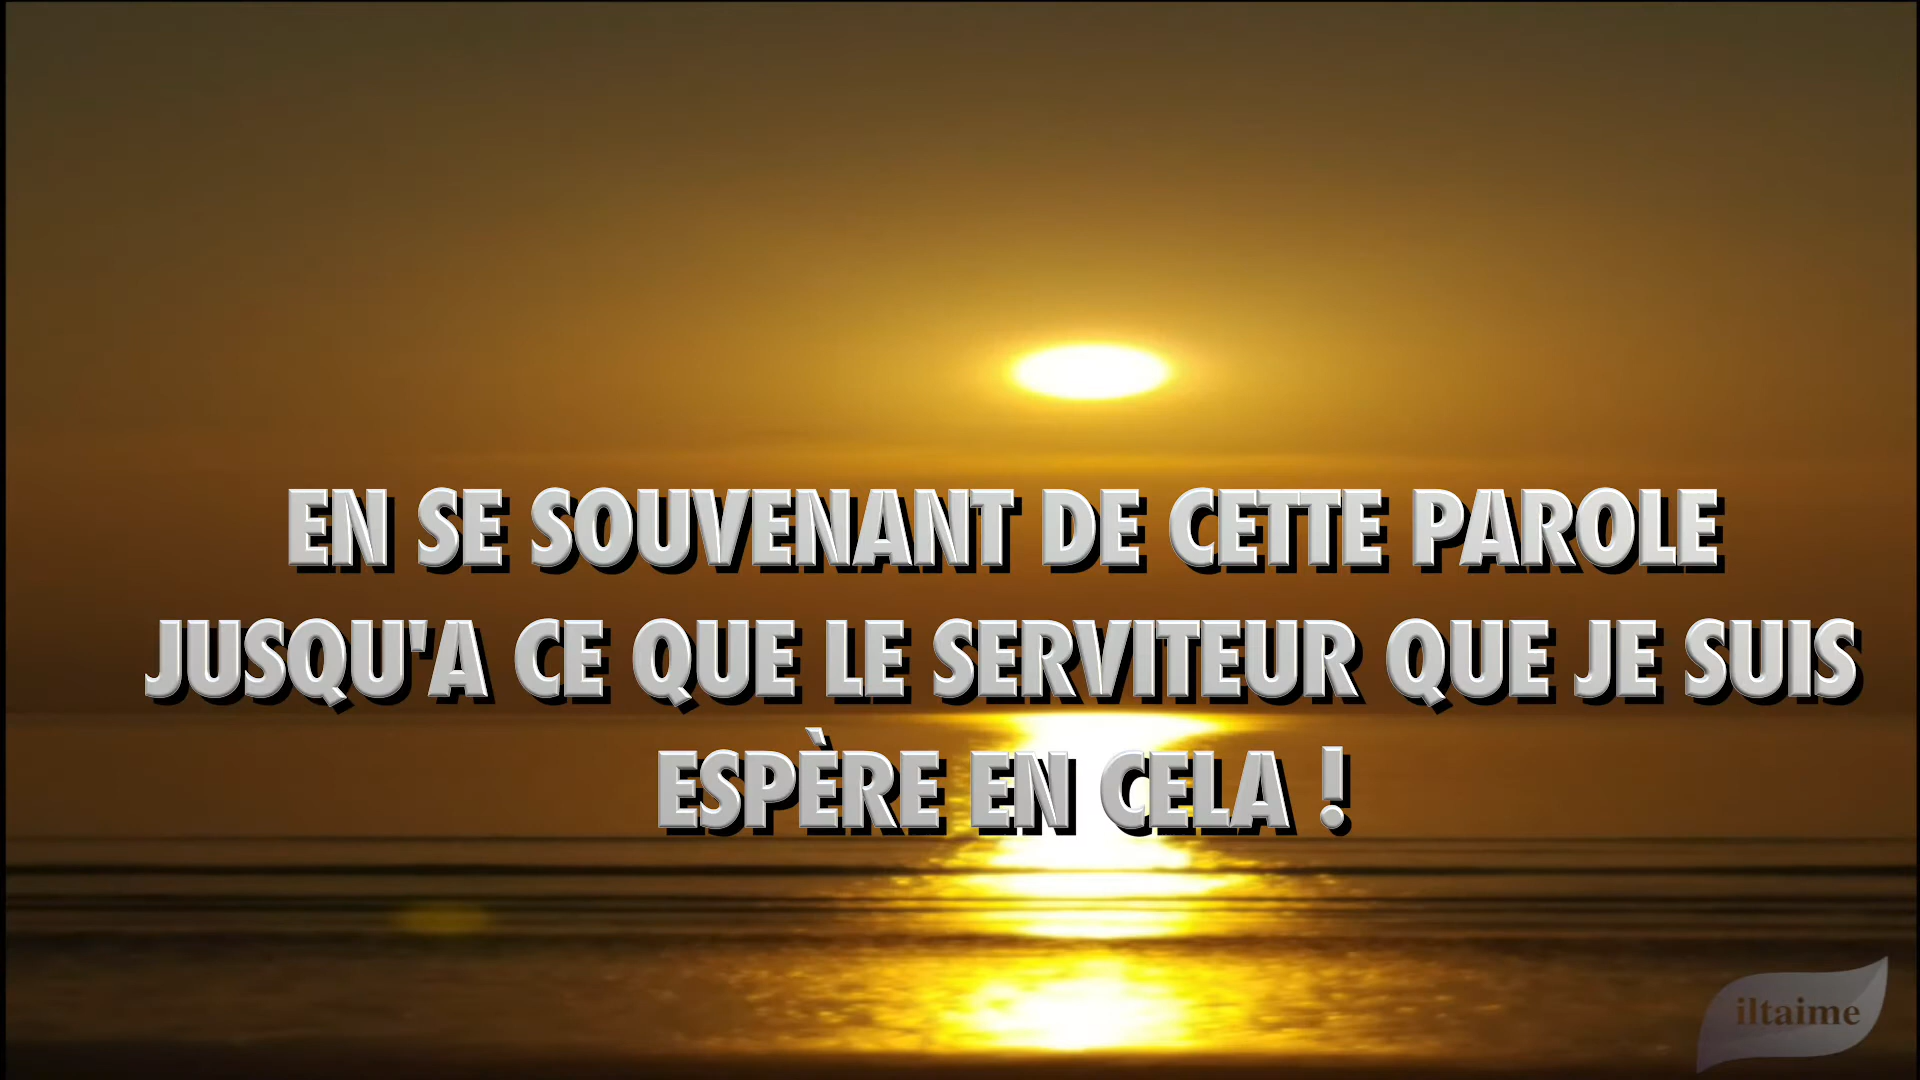 EN SE SOUVENANT DE CETTE PAROLE
JUSQU'A CE QUE LE SERVITEUR QUE JE SUIS
ESPÈRE EN CELA !
iltaime